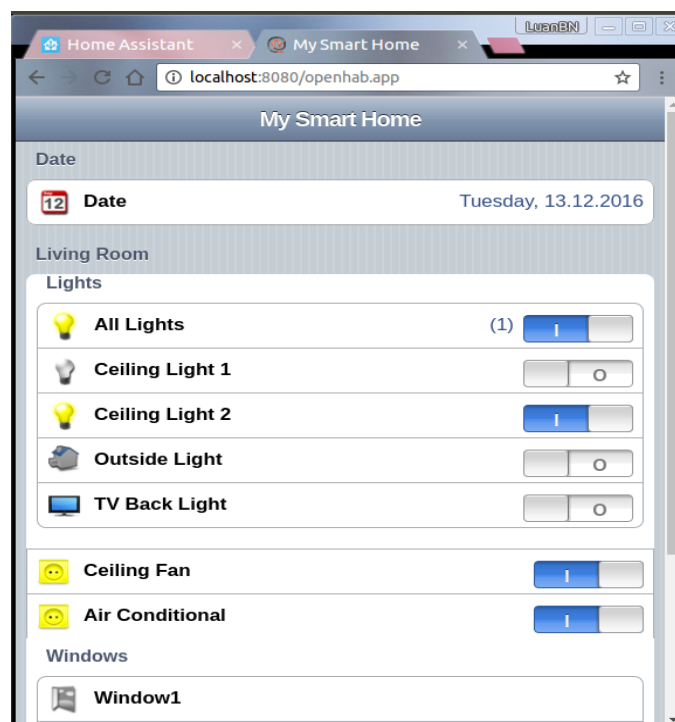 LuanBN
Home Assistant × My Smart Home ×
localhost:8080/openhab.app
My Smart Home
Date
12 Date Tuesday, 13.12.2016
Living Room
Lights
All Lights (1) I
Ceiling Light 1 O
Ceiling Light 2 I
Outside Light O
TV Back Light O
Ceiling Fan I
Air Conditional I
Windows
Window1